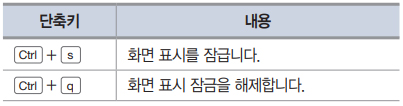 단축키 내용
Ctrl + s 화면 표시를 잠급니다.
Ctrl + q 화면 표시 잠금을 해제합니다.